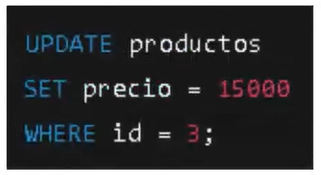 UPDATE productos
SET precio = 15000
WHERE id = 3;